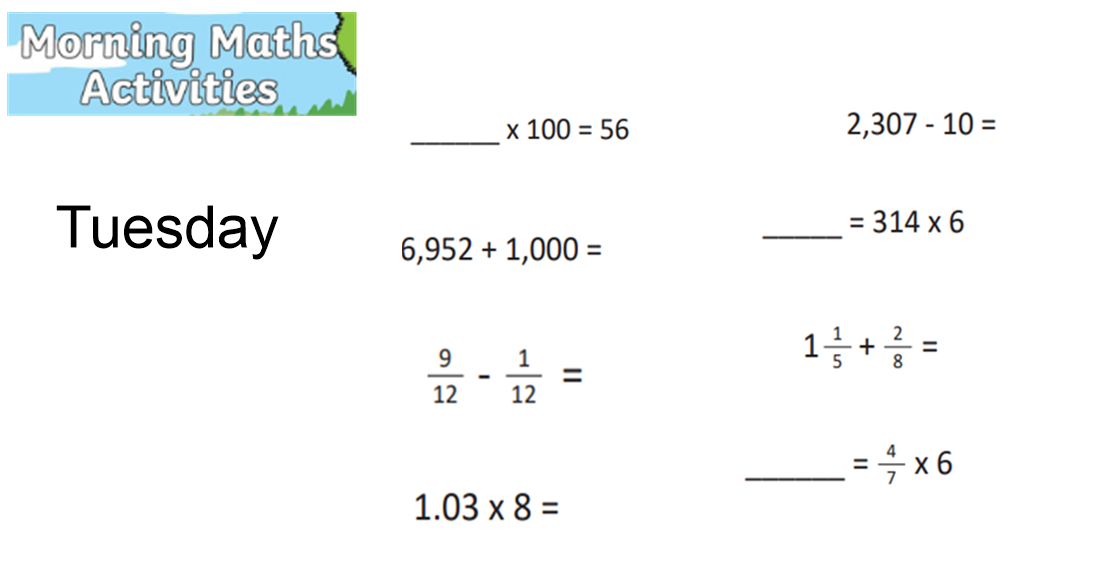 Morning Maths
Activities
Tuesday
______ x 100 = 56
2,307 - 10 =
6,952 + 1,000 =
_____ = 314 x 6
9/12 - 1/12 =
1 1/5 + 2/8 =
1.03 x 8 =
______ = 4/7 x 6